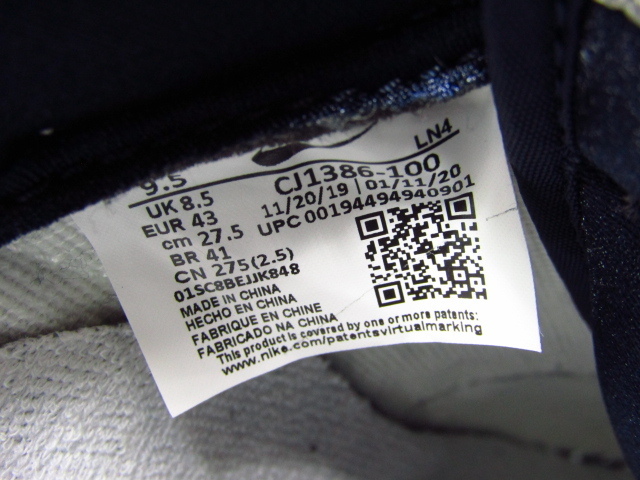 LN4
9.5
UK 8.5
EUR 43
cm 27.5
BR 41
CN 275(2.5)
CJ1386-100
11/20/19 | 01/11/20
UPC 00194494940901
01SC8BEJJK848
MADE IN CHINA
HECHO EN CHINA
FABRIQUE EN CHINE
FABRICADO NA CHINA
This product is covered by one or more patents:
www.nike.com/patentsvirtualmarking